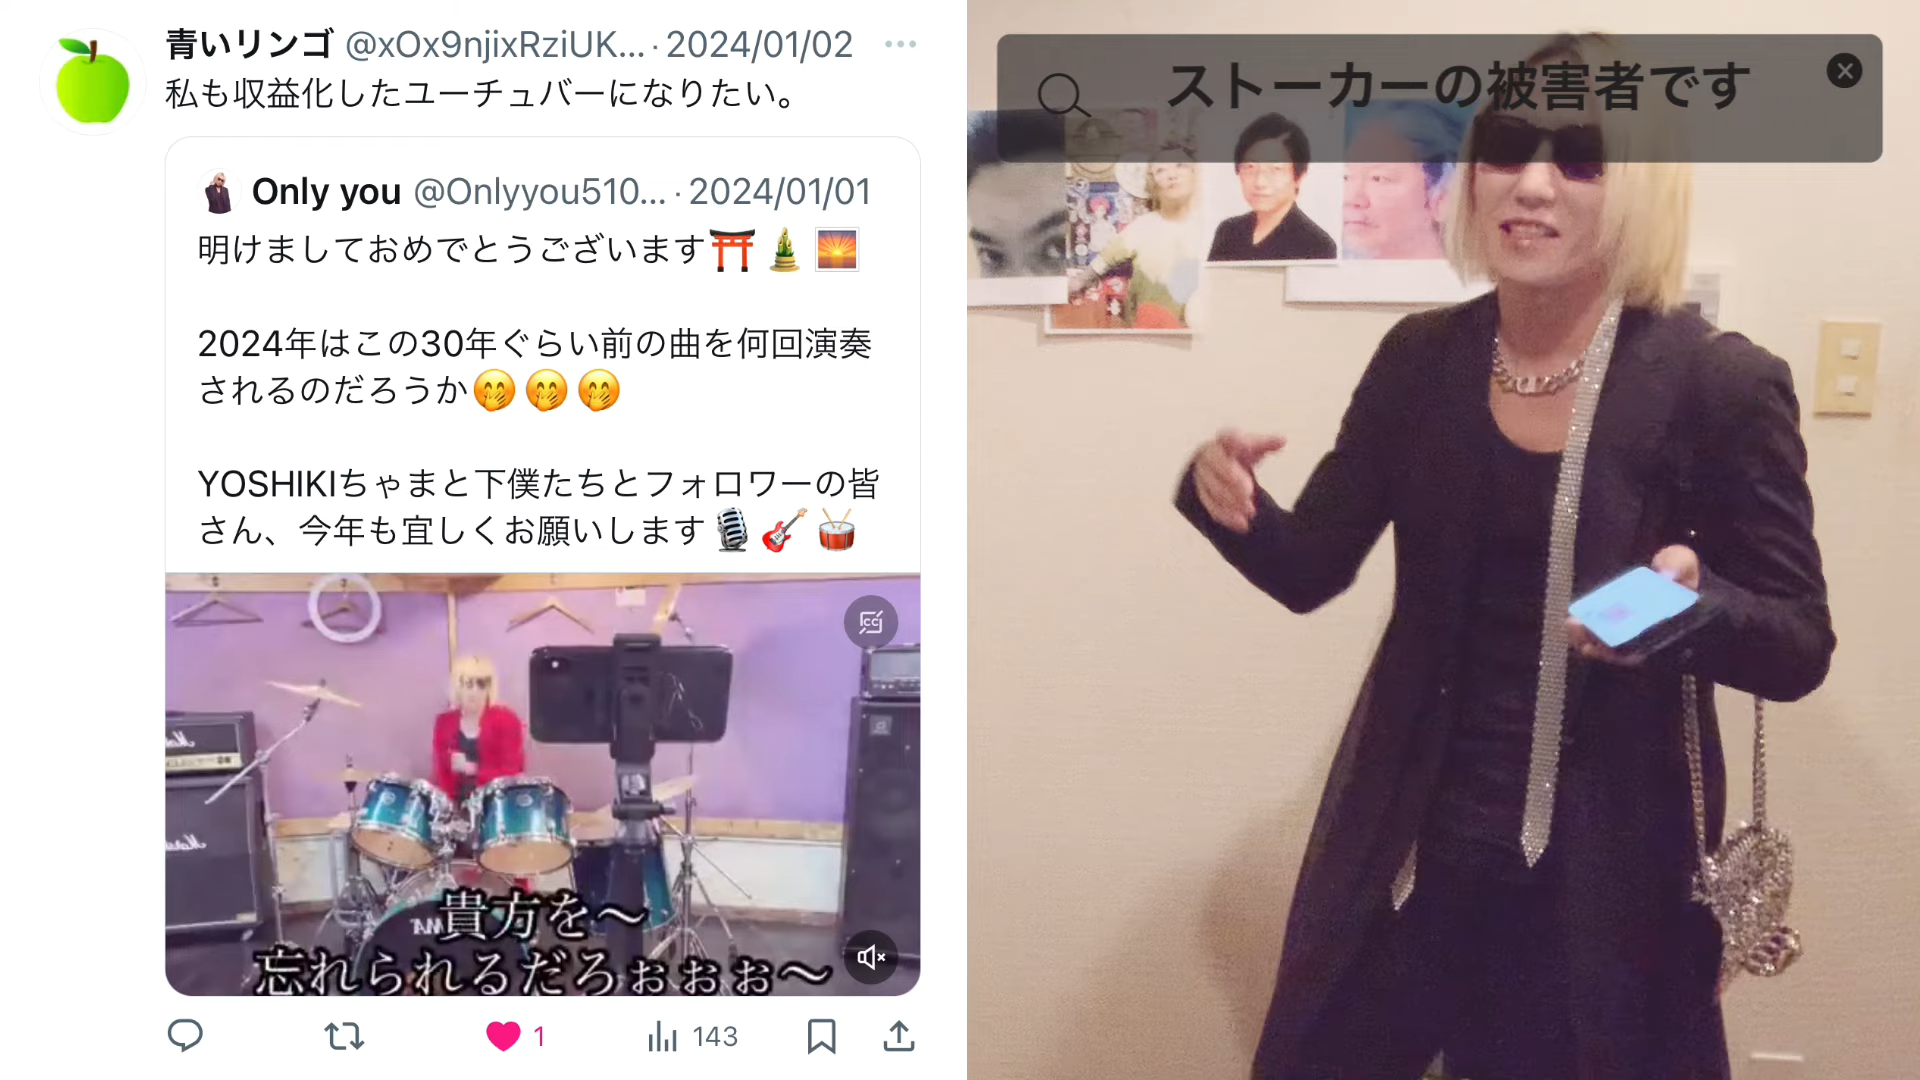 青いリンゴ @xOx9njixRziUK... · 2024/01/02
私も収益化したユーチュバーになりたい。
Only you @Onlyyou510... · 2024/01/01
明けましておめでとうございます⛩️🎍🌅
2024年はこの30年ぐらい前の曲を何回演奏
されるのだろうか🤭🤭🤭
YOSHIKIちゃまと下僕たちとフォロワーの皆
さん、今年も宜しくお願いします🎙️🎸🥁
貴方を〜
忘れられるだろぉぉぉ〜
1
143
ストーカーの被害者です